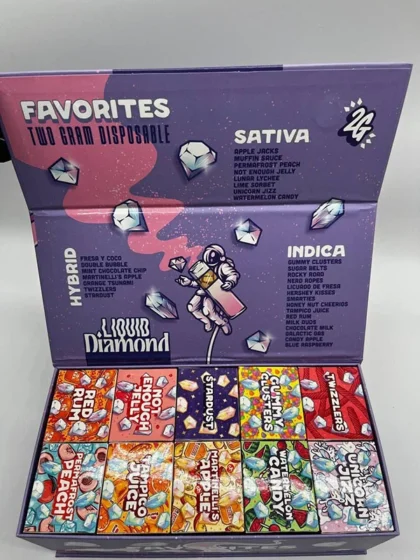 FAVORITES
TWO GRAM DISPOSABLE
2G
SATIVA
APPLE JACKS
MUFFIN SAUCE
PERMAFROST PEACH
NOT ENOUGH JELLY
LUNAR LYCHEE
LIME SORBET
UNICORN JIZZ
WATERMELON CANDY
HYBRID
FRESA Y COCO
DOUBLE BUBBLE
MINT CHOCOLATE CHIP
MARTINELLI'S APPLE
ORANGE TSUNAMI
TWIZZLERS
STARDUST
INDICA
GUMMY CLUSTERS
SUGAR BELTS
ROCKY ROAD
NERD ROPES
LICUADO DE FRESA
HERSHEY KISSES
SMARTIES
HONEY NUT CHEERIOS
TAMPICO JUICE
RED RUM
MILK DUDS
CHOCOLATE MILK
GALACTIC GAS
CANDY APPLE
BLUE RASPBERRY
LIQUID
Diamond
RED
RUM
NOT
ENOUGH
JELLY
STARDUST
GUMMY
CLUSTERS
TWIZZLERS
PERMAFROST
PEACH
TAMPICO
JUICE
MARTINELLI'S
APPLE
WATERMELON
CANDY
UNICORN
JIZZ